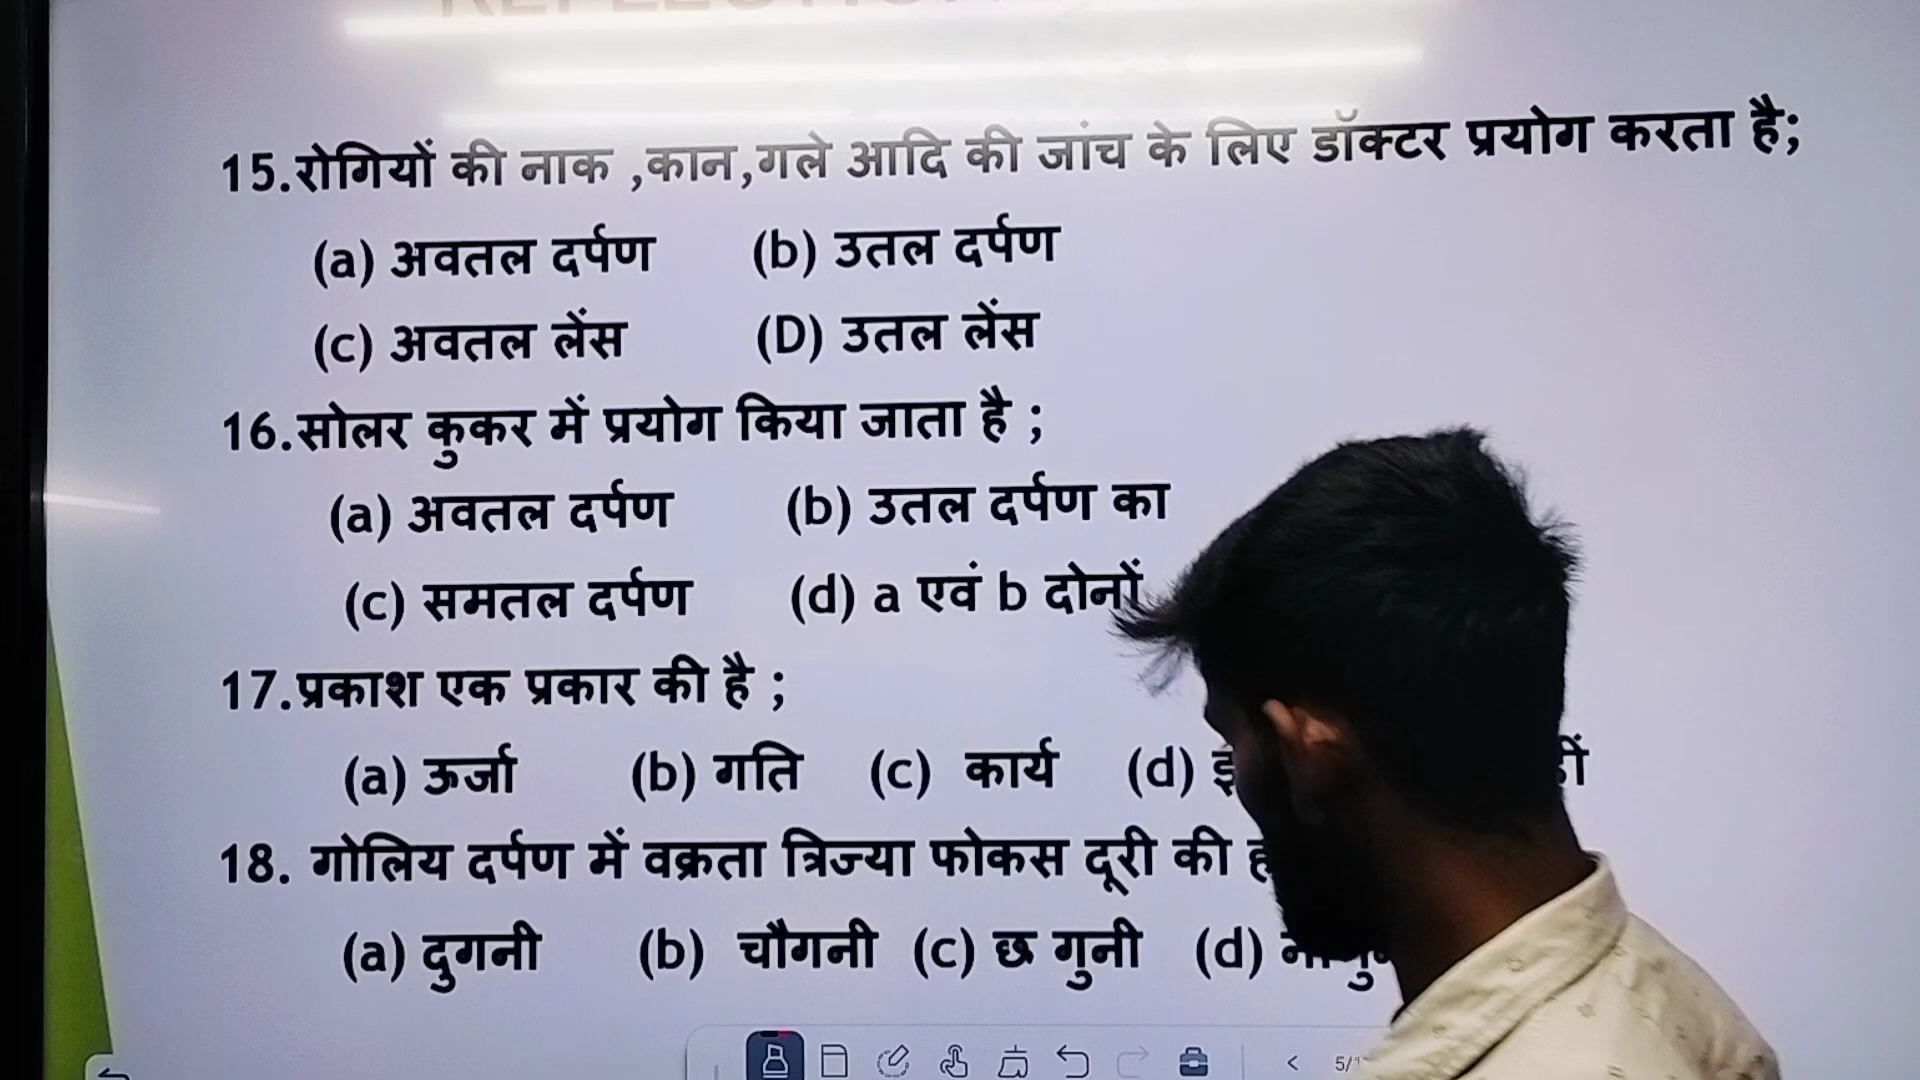 15.रोगियों की नाक ,कान,गले आदि की जांच के लिए डॉक्टर प्रयोग करता है;
(a) अवतल दर्पण (b) उतल दर्पण
(c) अवतल लेंस (D) उतल लेंस
16.सोलर कुकर में प्रयोग किया जाता है ;
(a) अवतल दर्पण (b) उतल दर्पण का
(c) समतल दर्पण (d) a एवं b दोनों
17.प्रकाश एक प्रकार की है ;
(a) ऊर्जा (b) गति (c) कार्य (d)
18. गोलिय दर्पण में वक्रता त्रिज्या फोकस दूरी की
(a) दुगनी (b) चौगनी (c) छ गुनी (d)